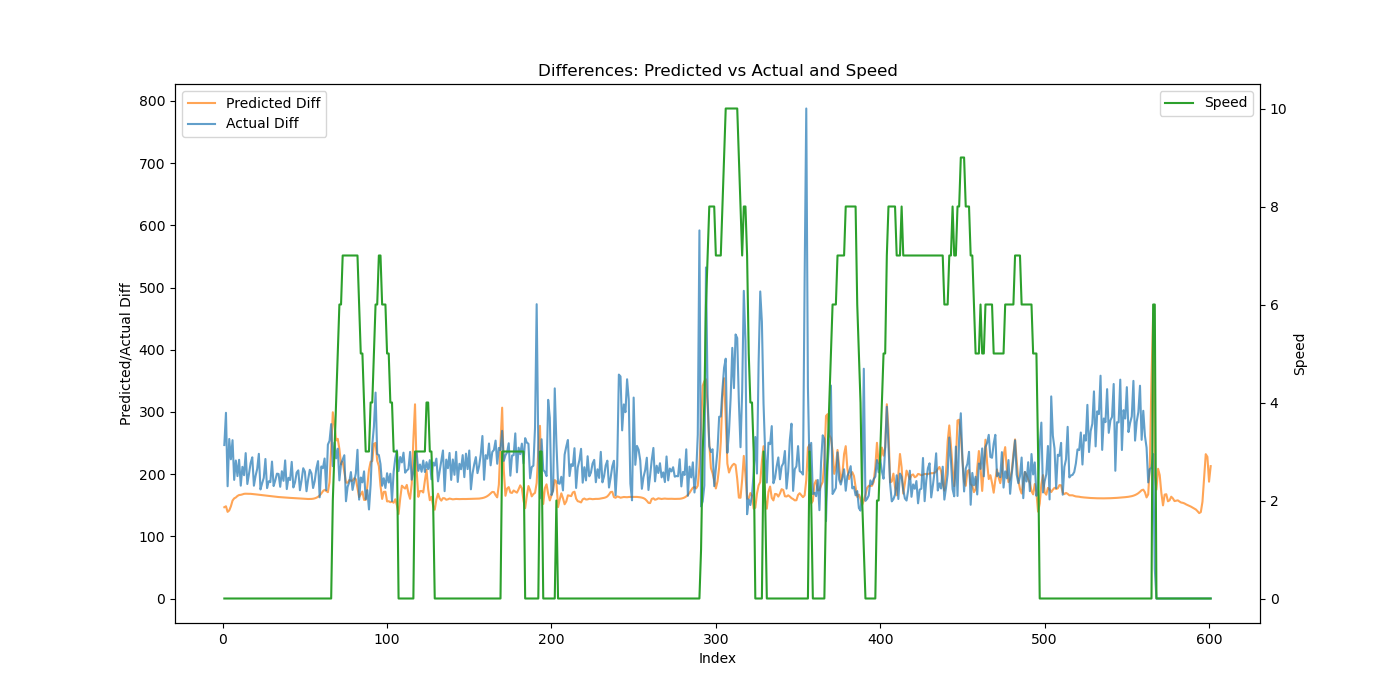 Differences: Predicted vs Actual and Speed
Predicted Diff
Actual Diff
Speed
800
700
600
500
400
300
200
100
0
Predicted/Actual Diff
10
8
6
4
2
0
Speed
0 100 200 300 400 500 600
Index